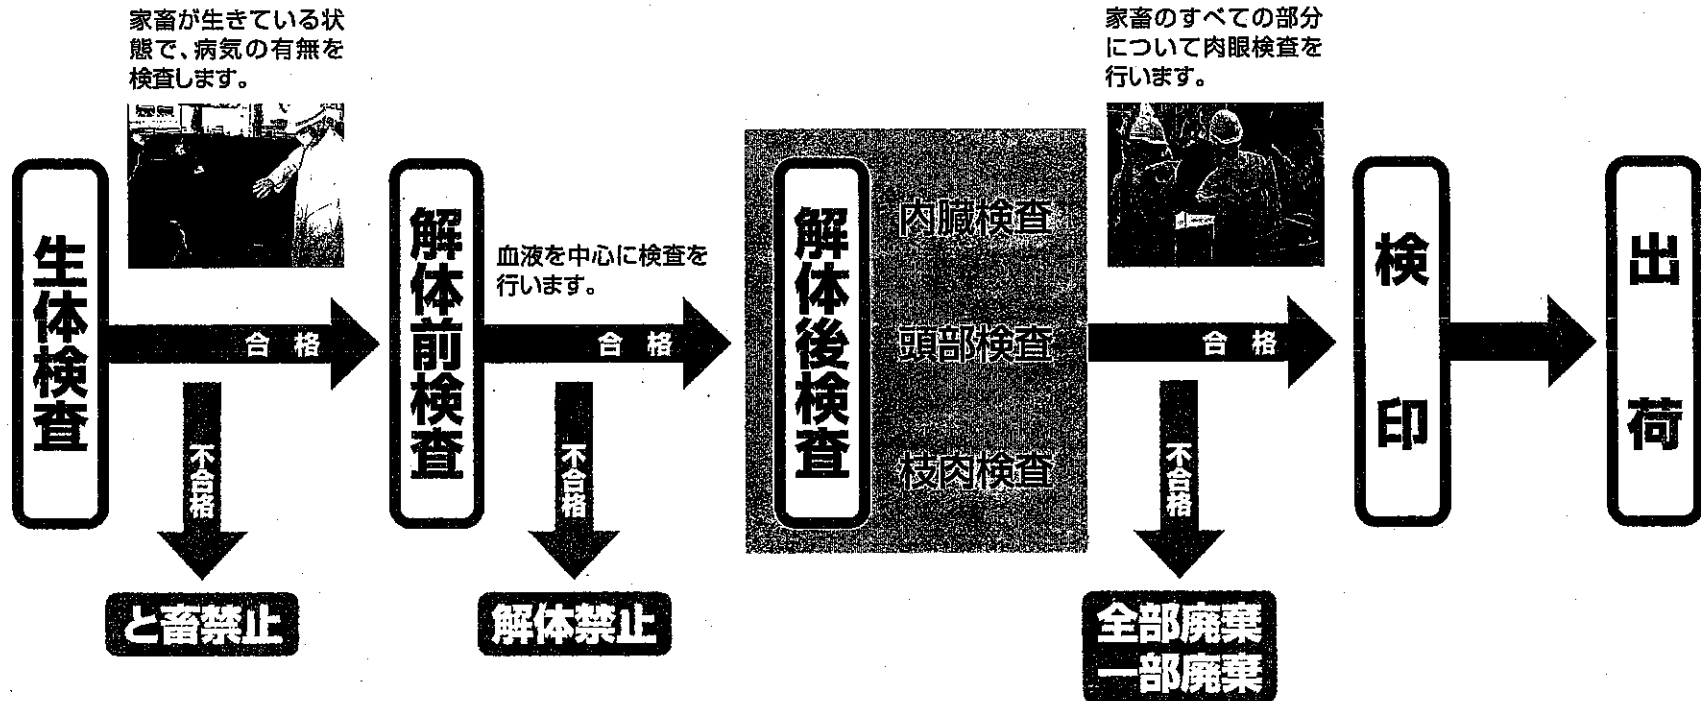 家畜が生きている状
態で、病気の有無を
検査します。
生体検査
合格
不合格
と畜禁止
解体前検査
血液を中心に検査を
行います。
合格
不合格
解体禁止
解体後検査
内臓検査
頭部検査
枝肉検査
家畜のすべての部分
について肉眼検査を
行います。
合格
不合格
全部廃棄
一部廃棄
検印
出荷